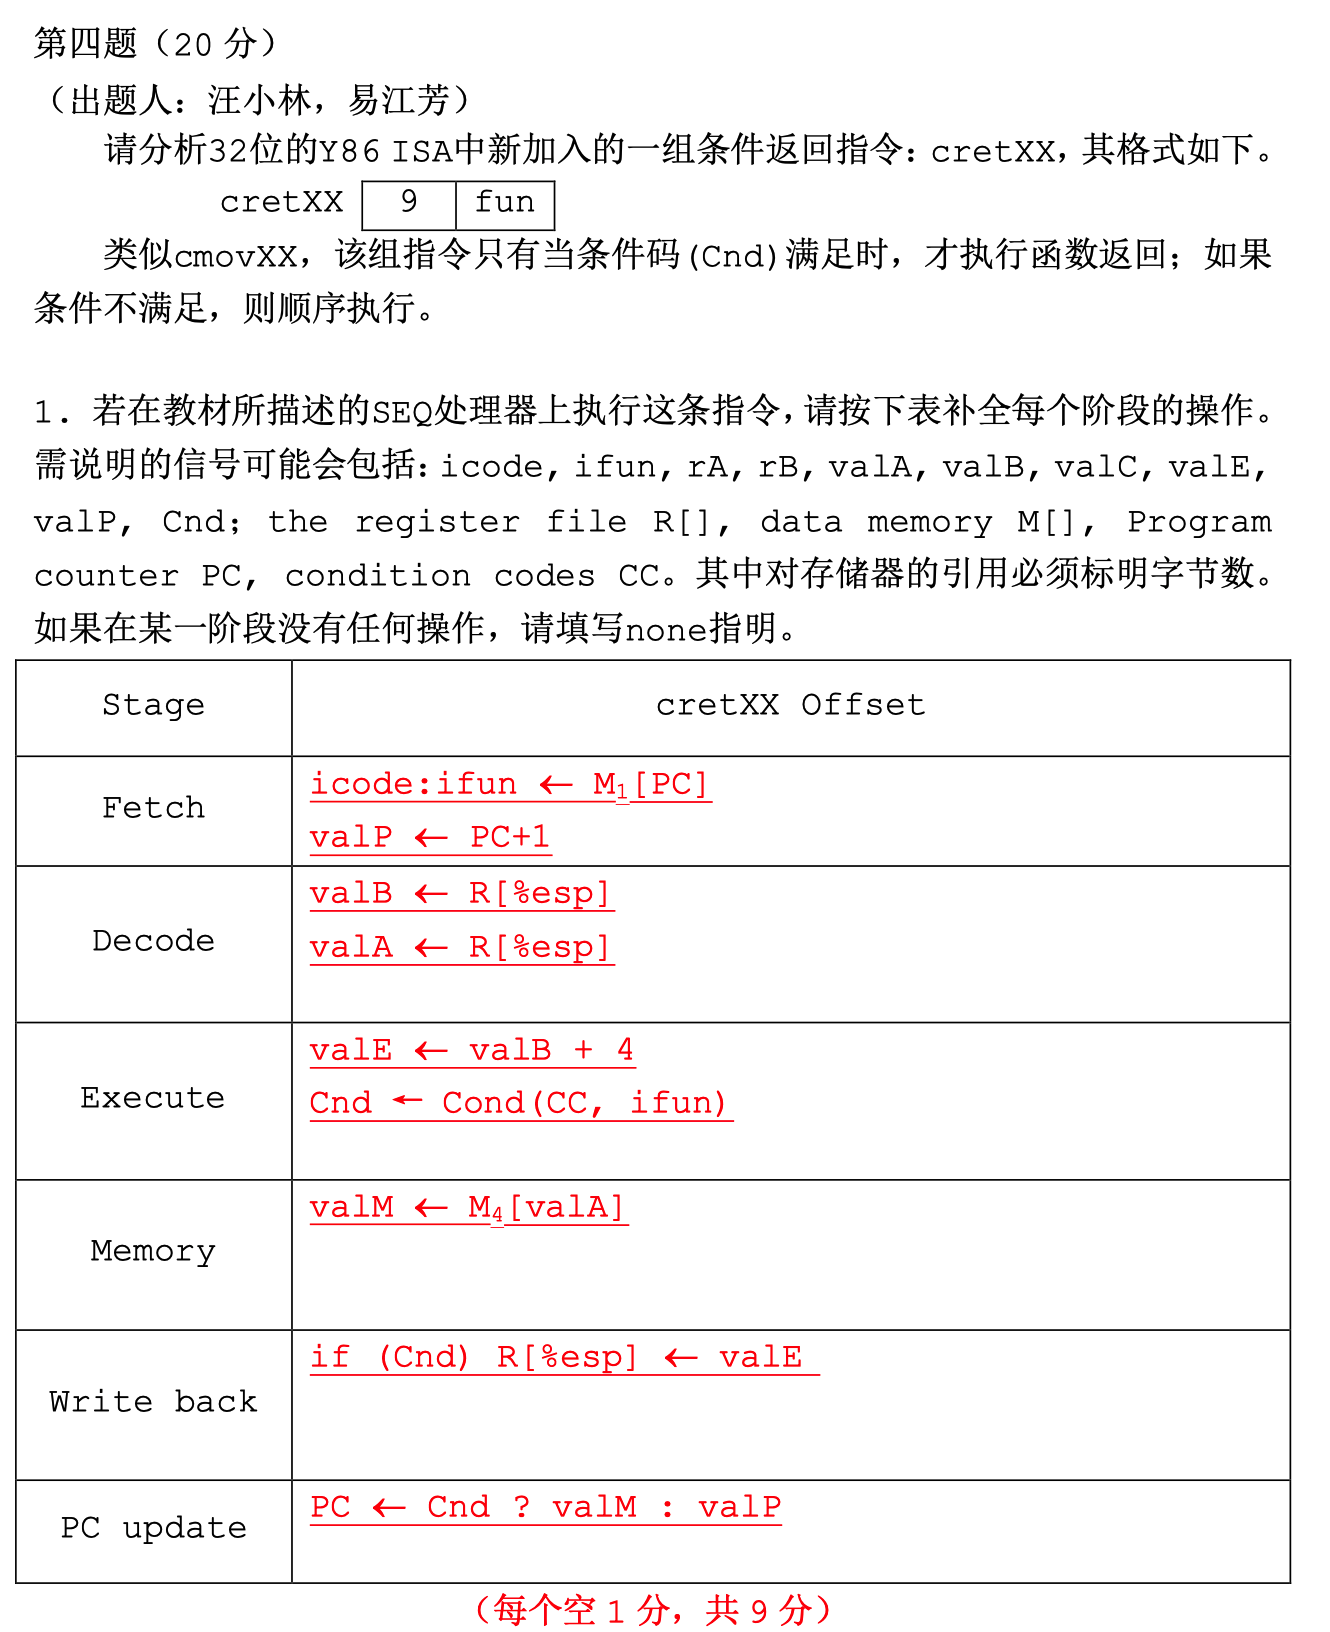 第四题（20 分）
（出题人：汪小林，易江芳）
请分析32位的Y86 ISA中新加入的一组条件返回指令：cretXX，其格式如下。
cretXX 9 fun
类似cmovXX，该组指令只有当条件码(Cnd)满足时，才执行函数返回；如果
条件不满足，则顺序执行。
1. 若在教材所描述的SEQ处理器上执行这条指令，请按下表补全每个阶段的操作。
需说明的信号可能会包括：icode, ifun, rA, rB, valA, valB, valC, valE,
valP, Cnd；the register file R[], data memory M[], Program
counter PC, condition codes CC。其中对存储器的引用必须标明字节数。
如果在某一阶段没有任何操作，请填写none指明。
Stage cretXX Offset
Fetch
icode:ifun ← M₁[PC]
valP ← PC+1
Decode
valB ← R[%esp]
valA ← R[%esp]
Execute
valE ← valB + 4
Cnd ← Cond(CC, ifun)
Memory
valM ← M₄[valA]
Write back
if (Cnd) R[%esp] ← valE
PC update
PC ← Cnd ? valM : valP
（每个空 1 分，共 9 分）